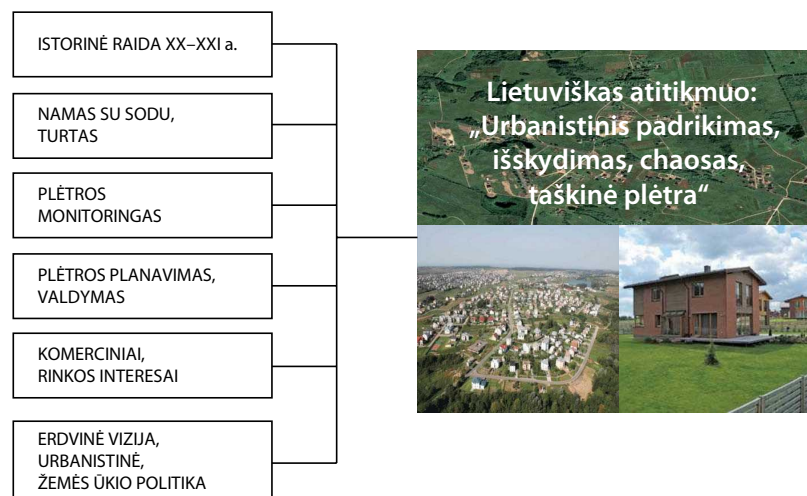 ISTORINĖ RAIDA XX–XXI a.
NAMAS SU SODU,
TURTAS
PLĖTROS
MONITORINGAS
PLĖTROS PLANAVIMAS,
VALDYMAS
KOMERCINIAI,
RINKOS INTERESAI
ERDVINĖ VIZIJA,
URBANISTINĖ,
ŽEMĖS ŪKIO POLITIKA
Lietuviškas atitikmuo:
„Urbanistinis padrikimas,
išskydimas, chaosas,
taškinė plėtra“